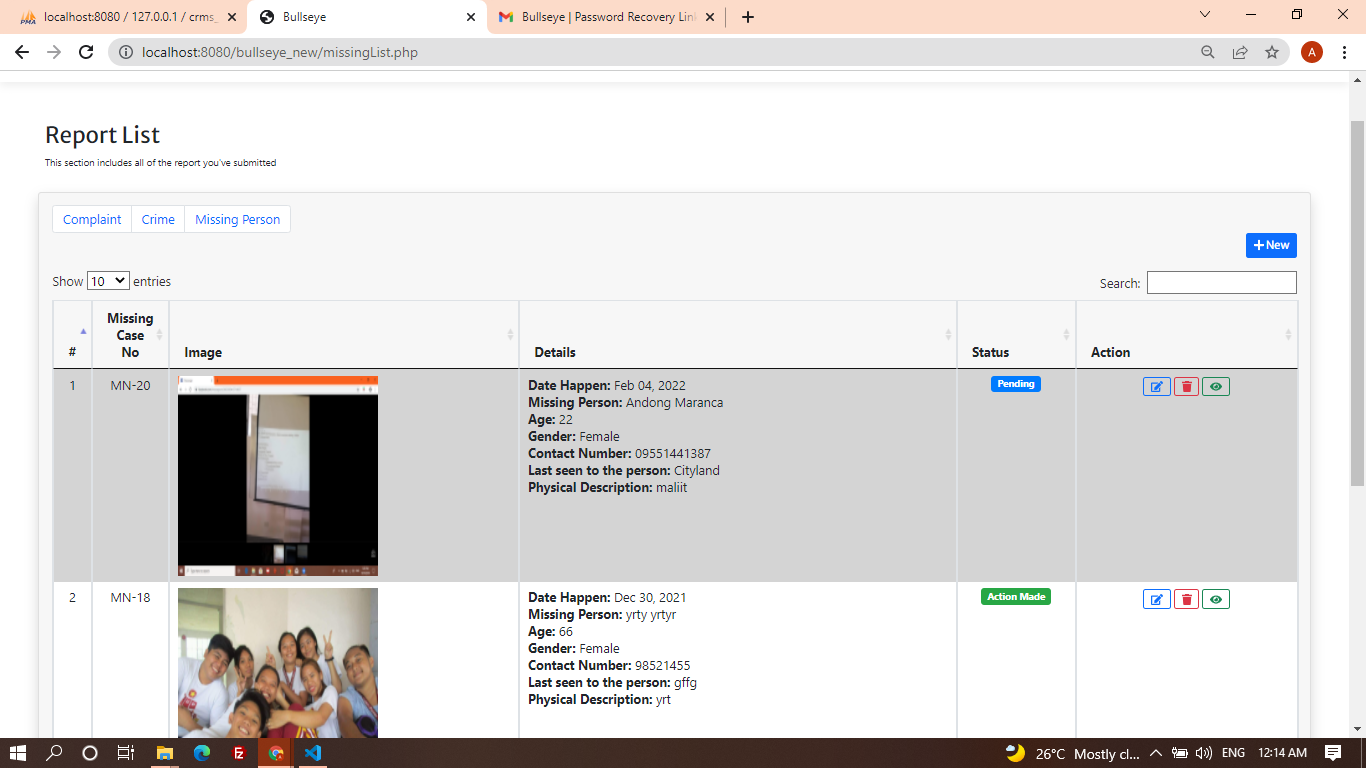 localhost:8080 / 127.0.0.1 / crms_
Bullseye
Bullseye | Password Recovery Lin
localhost:8080/bullseye_new/missingList.php
A
Report List
This section includes all of the report you've submitted
Complaint Crime Missing Person
New
Show 10 entries
Search:
# Missing Case No Image Details Status Action
1 MN-20
Date Happen: Feb 04, 2022
Missing Person: Andong Maranca
Age: 22
Gender: Female
Contact Number: 09551441387
Last seen to the person: Cityland
Physical Description: maliit
Pending
2 MN-18
Date Happen: Dec 30, 2021
Missing Person: yrty yrtyr
Age: 66
Gender: Female
Contact Number: 98521455
Last seen to the person: gffg
Physical Description: yrt
Action Made
26°C Mostly cl... ENG 12:14 AM